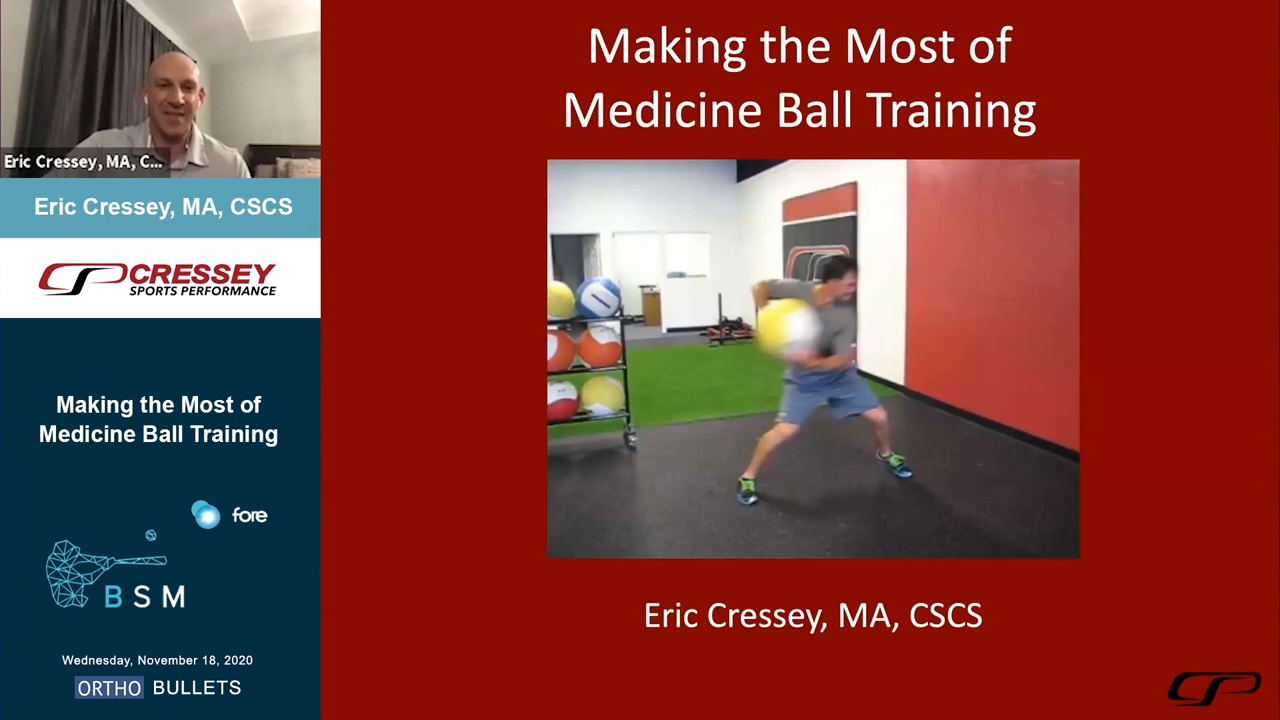 Eric Cressey, MA, C...
Eric Cressey, MA, CSCS
CRESSEY
SPORTS PERFORMANCE
Making the Most of
Medicine Ball Training
fore
BSM
Wednesday, November 18, 2020
ORTHO BULLETS
Making the Most of
Medicine Ball Training
Eric Cressey, MA, CSCS
CP